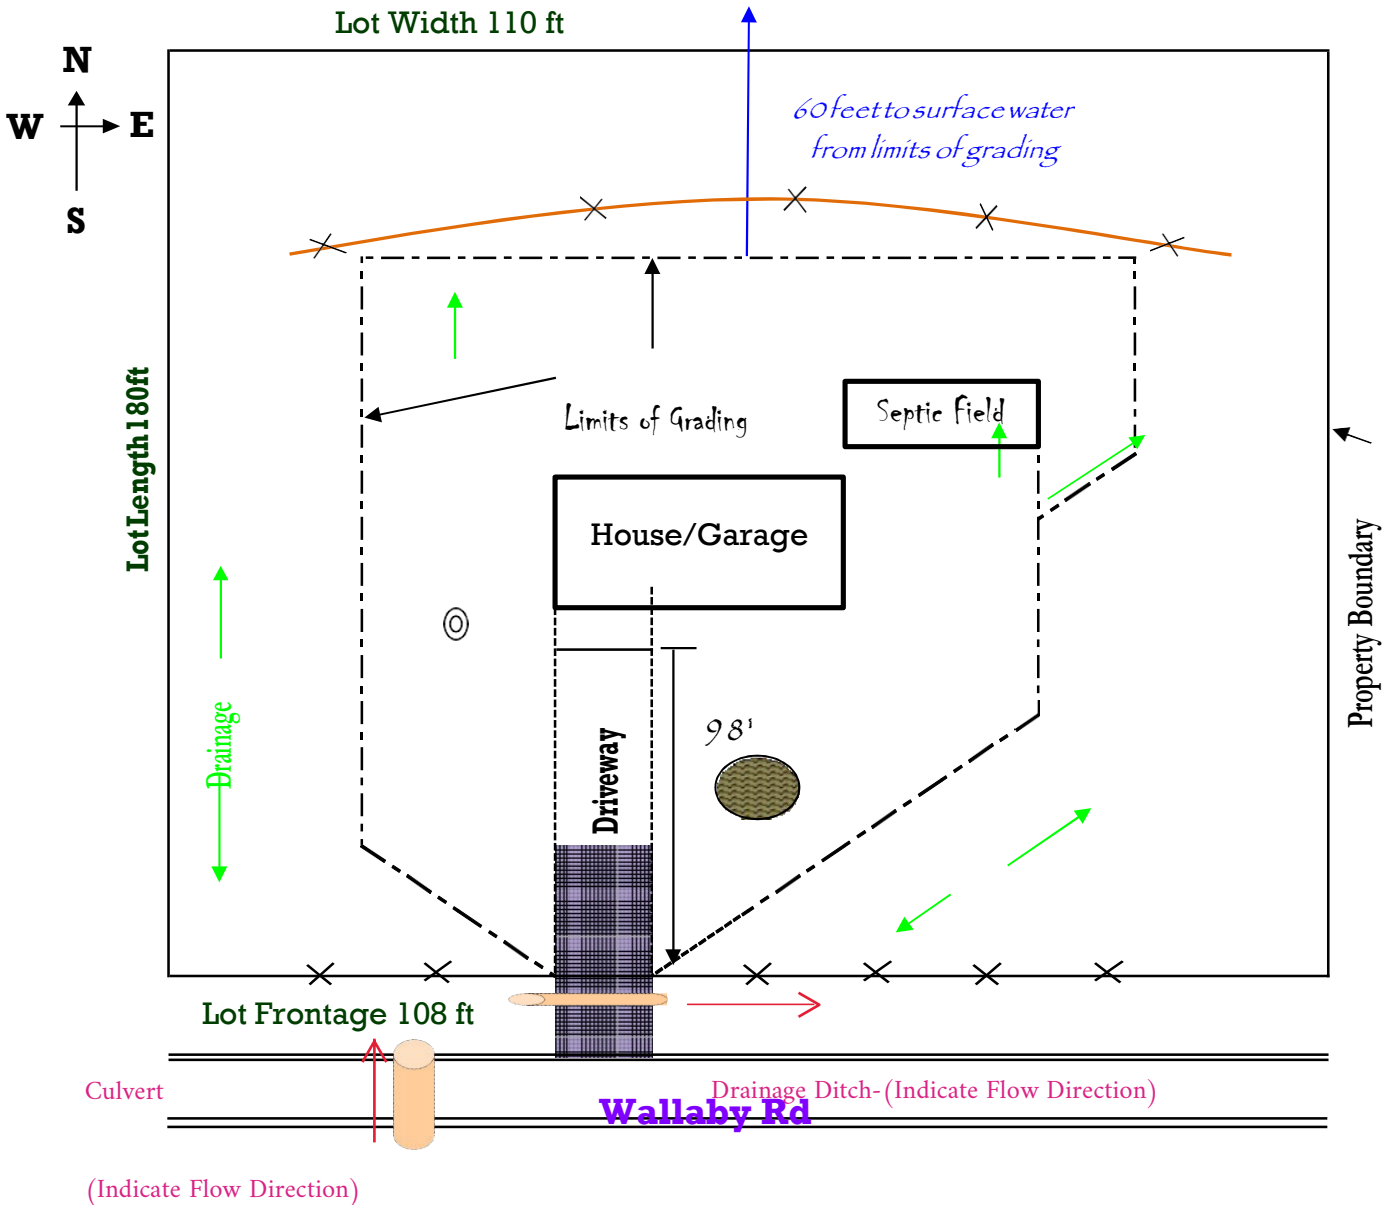 Lot Width 110 ft
N
W E
S
60 feet to surface water
from limits of grading
Lot Length 180ft
Limits of Grading
Septic Field
House/Garage
Property Boundary
Drainage
98'
Driveway
Lot Frontage 108 ft
Culvert
Drainage Ditch-(Indicate Flow Direction)
Wallaby Rd
(Indicate Flow Direction)